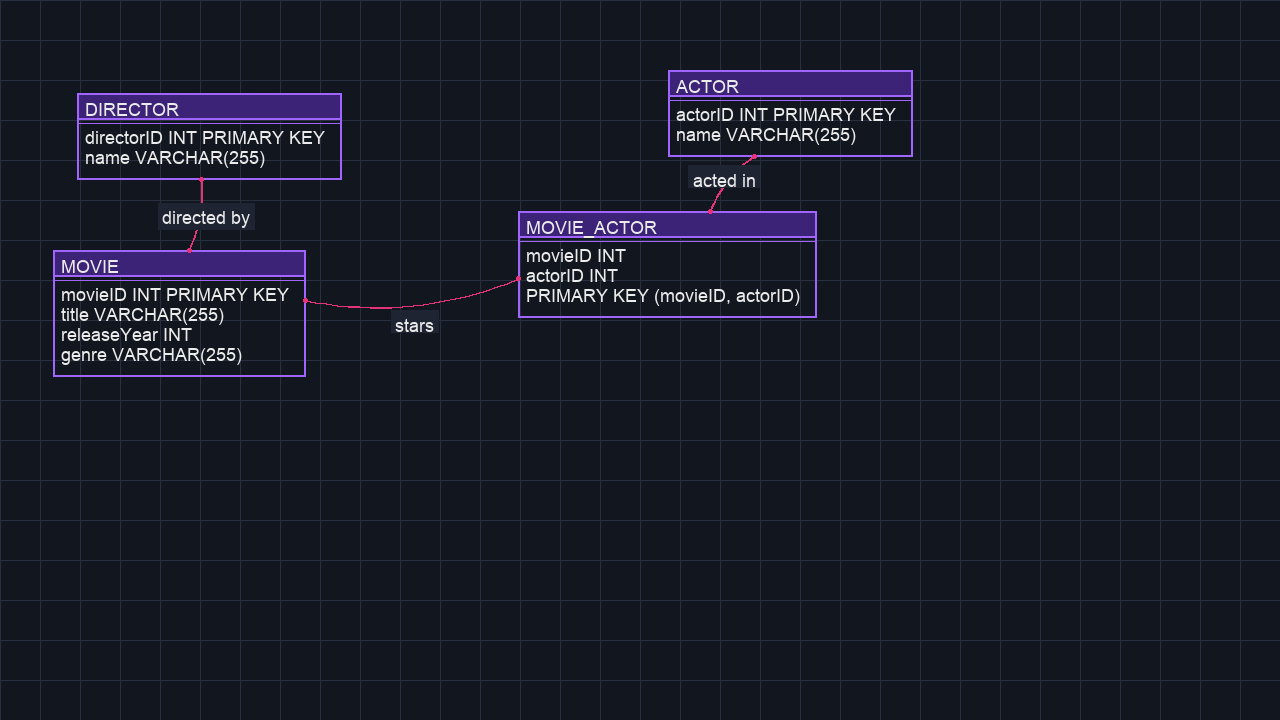 DIRECTOR
directorID INT PRIMARY KEY
name VARCHAR(255)
directed by
MOVIE
movieID INT PRIMARY KEY
title VARCHAR(255)
releaseYear INT
genre VARCHAR(255)
stars
ACTOR
actorID INT PRIMARY KEY
name VARCHAR(255)
acted in
MOVIE_ACTOR
movieID INT
actorID INT
PRIMARY KEY (movieID, actorID)